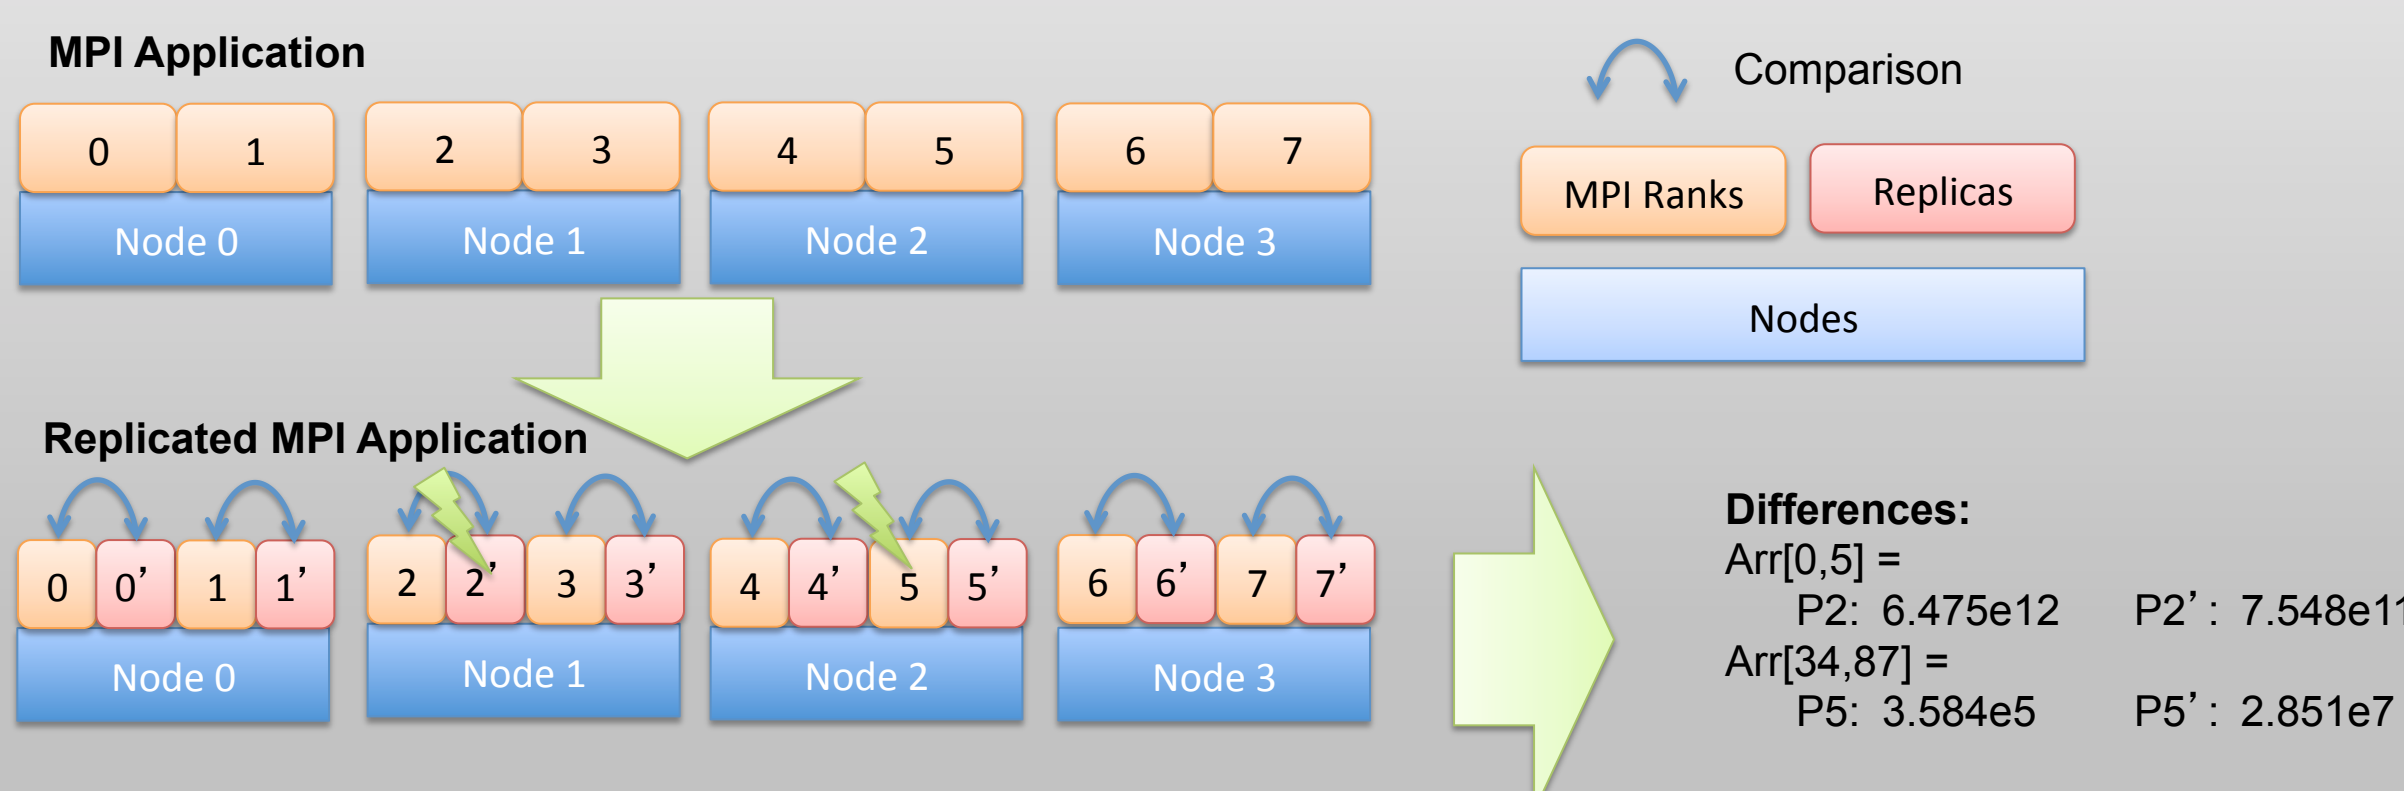 MPI Application
Comparison
0 1 2 3 4 5 6 7
MPI Ranks Replicas
Node 0 Node 1 Node 2 Node 3
Nodes
Replicated MPI Application
0 0’ 1 1’ 2 2’ 3 3’ 4 4’ 5 5’ 6 6’ 7 7’
Node 0 Node 1 Node 2 Node 3
Differences:
Arr[0,5] =
P2: 6.475e12 P2’: 7.548e11
Arr[34,87] =
P5: 3.584e5 P5’: 2.851e7